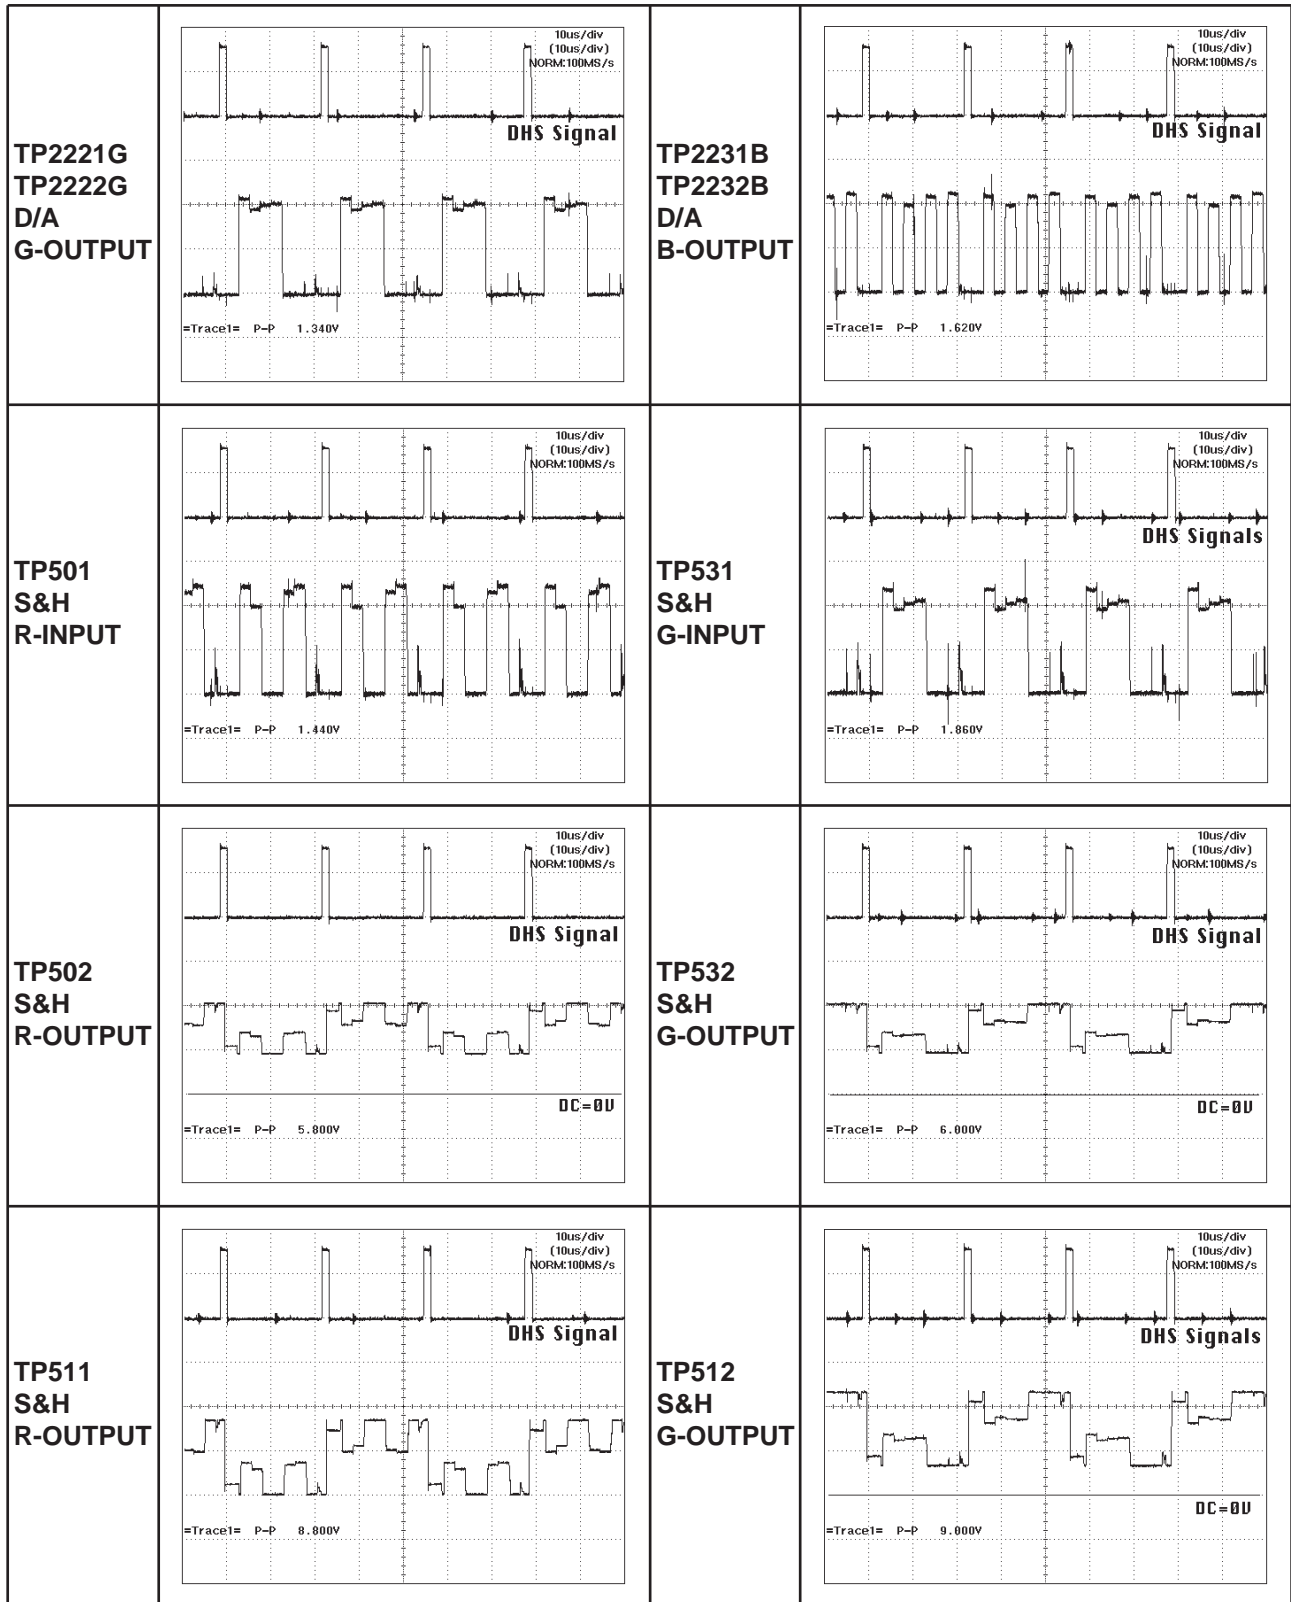 TP2221G
TP2222G
D/A
G-OUTPUT
10us/div
(10us/div)
NORM:100MS/s
DHS Signal
=Trace1= P-P 1.340V
TP2231B
TP2232B
D/A
B-OUTPUT
10us/div
(10us/div)
NORM:100MS/s
DHS Signal
=Trace1= P-P 1.620V
TP501
S&H
R-INPUT
10us/div
(10us/div)
NORM:100MS/s
=Trace1= P-P 1.440V
TP531
S&H
G-INPUT
10us/div
(10us/div)
NORM:100MS/s
DHS Signals
=Trace1= P-P 1.860V
TP502
S&H
R-OUTPUT
10us/div
(10us/div)
NORM:100MS/s
DHS Signal
DC=0V
=Trace1= P-P 5.800V
TP532
S&H
G-OUTPUT
10us/div
(10us/div)
NORM:100MS/s
DHS Signal
DC=0V
=Trace1= P-P 6.000V
TP511
S&H
R-OUTPUT
10us/div
(10us/div)
NORM:100MS/s
DHS Signal
=Trace1= P-P 8.800V
TP512
S&H
G-OUTPUT
10us/div
(10us/div)
NORM:100MS/s
DHS Signals
DC=0V
=Trace1= P-P 9.000V